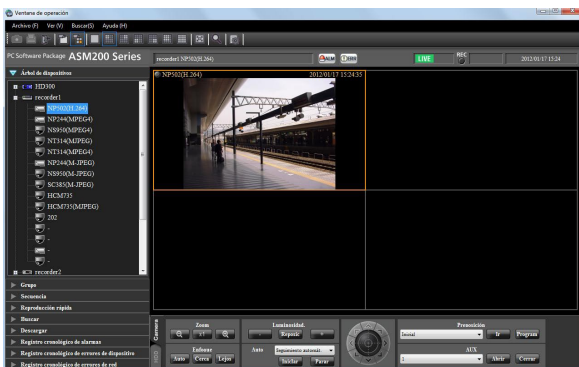 Ventana de operación
Archivo (F) Ver (V) Buscar(S) Ayuda (H)
PC Software Package ASM200 Series
recorder1 NP502(H.264)
ALM
ERR
LIVE
REC
2012/01/17 15:24
Árbol de dispositivos
HD300
recorder1
NP502(H.264)
NP244(MPEG4)
NS950(MPEG4)
NT314(MJPEG)
NT314(MPEG4)
NP244(M-JPEG)
NS950(M-JPEG)
SC385(M-JPEG)
HCM735
HCM735(MJPEG)
202
-
-
-
-
recorder2
Grupo
Secuencia
Reproducción rápida
Buscar
Descargar
Registro cronológico de alarmas
Registro cronológico de errores de dispositivo
Registro cronológico de errores de red
NP502(H.264) 2012/01/17 15:24:35
Camera
HDD
Zoom
x1
Enfoque
Auto Cerca Lejos
Luminosidad.
- Reposic +
Auto Seguimiento automát.
Iniciar Parar
Preposición
Inicial Ir Program
AUX
1 Abrir Cerrar